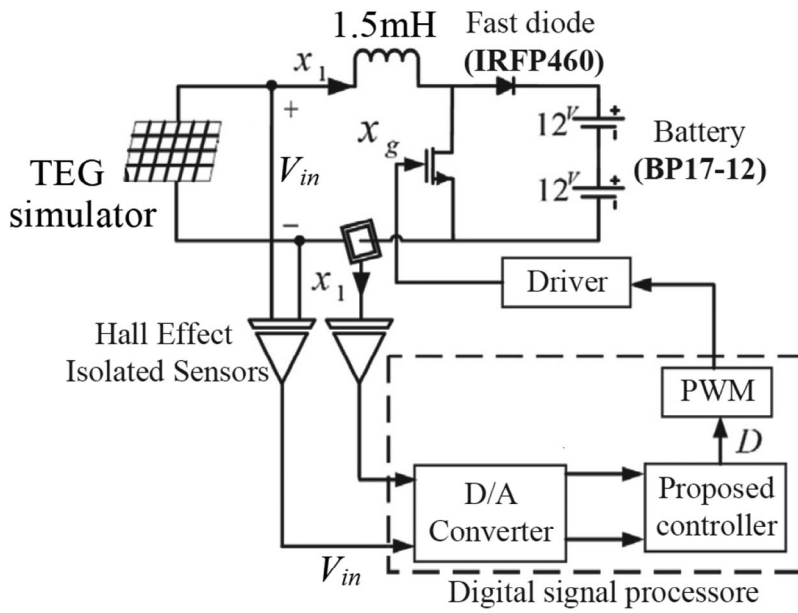 1.5mH
Fast diode
(IRFP460)
x1
+
xg
12V
+
Battery
(BP17-12)
Vin
TEG
simulator
12V
+
−
x1
Driver
Hall Effect
Isolated Sensors
PWM
D
D/A
Converter
Proposed
controller
Vin
Digital signal processore